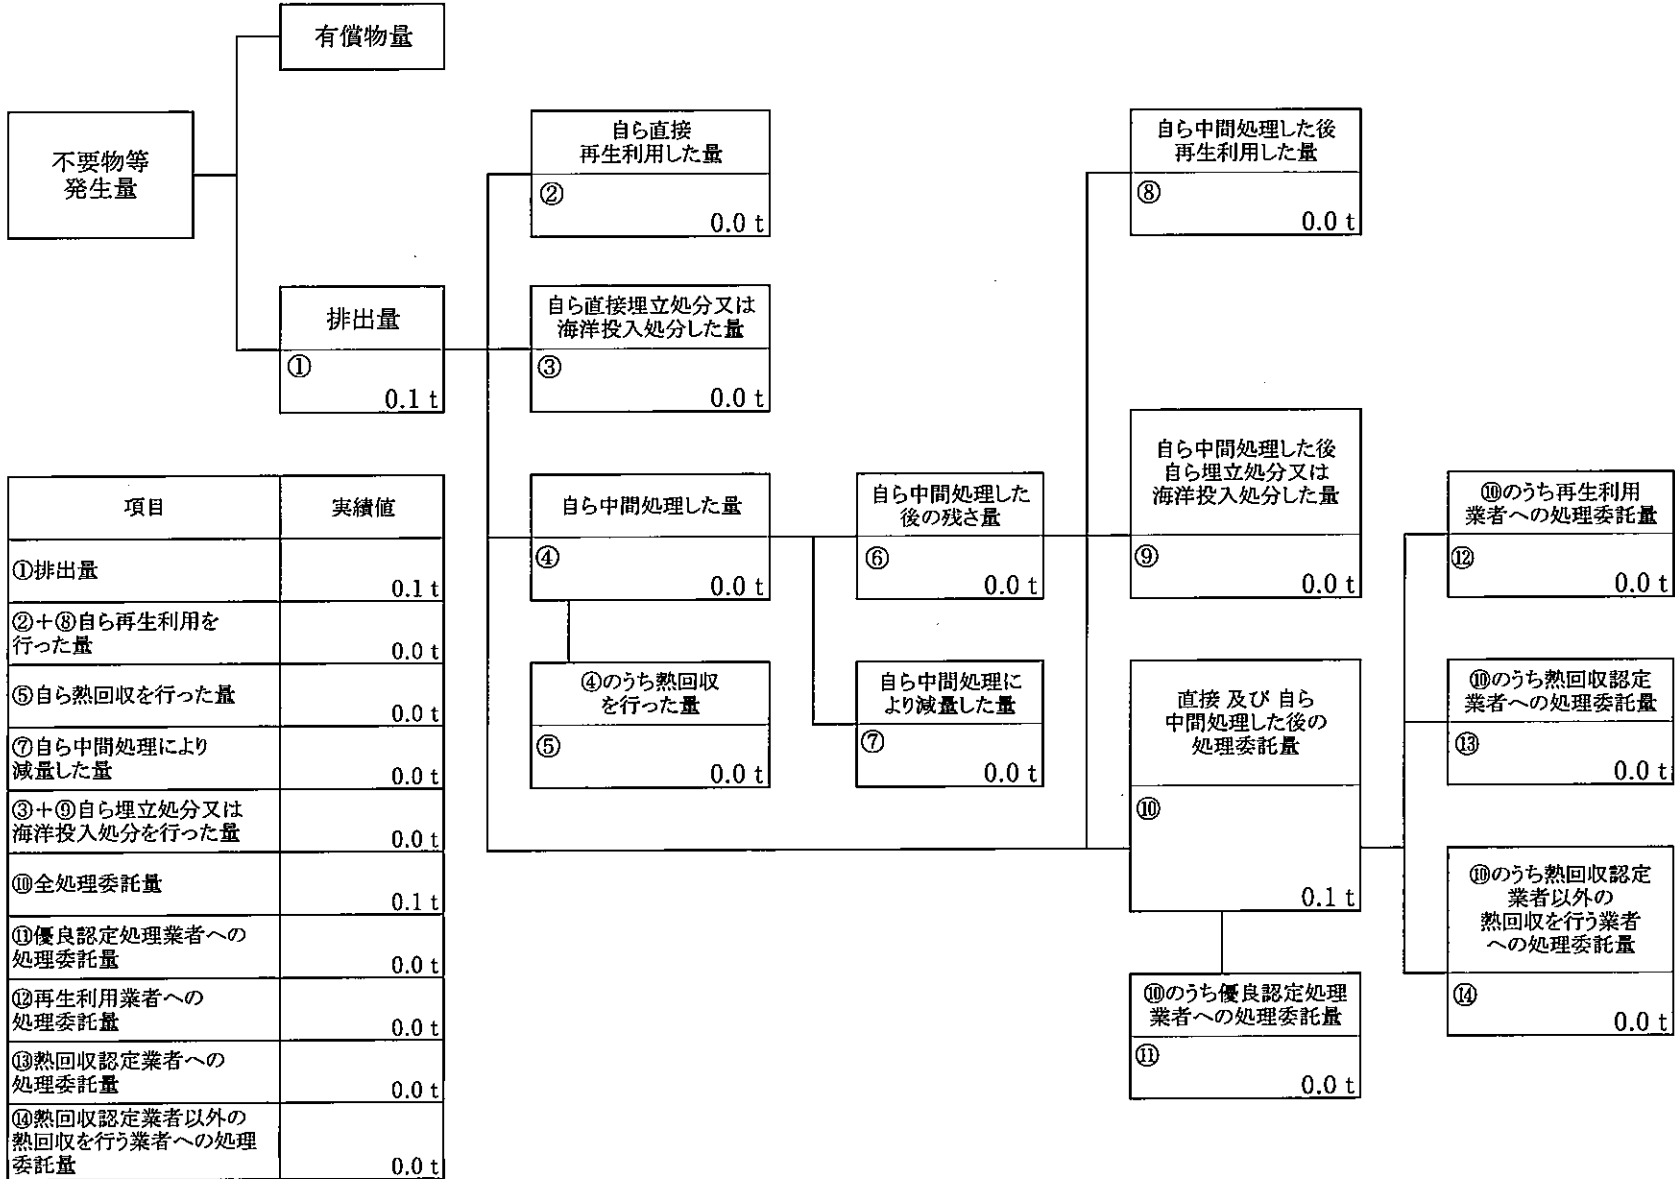 有償物量
不要物等
発生量
排出量
①
0.1 t
自ら直接
再生利用した量
②
0.0 t
自ら直接埋立処分又は
海洋投入処分した量
③
0.0 t
自ら中間処理した量
④
0.0 t
④のうち熱回収
を行った量
⑤
0.0 t
自ら中間処理した
後の残さ量
⑥
0.0 t
自ら中間処理に
より減量した量
⑦
0.0 t
自ら中間処理した後
再生利用した量
⑧
0.0 t
自ら中間処理した後
自ら埋立処分又は
海洋投入処分した量
⑨
0.0 t
直接 及び 自ら
中間処理した後の
処理委託量
⑩
0.1 t
⑩のうち優良認定処理
業者への処理委託量
⑪
0.0 t
⑩のうち再生利用
業者への処理委託量
⑫
0.0 t
⑩のうち熱回収認定
業者への処理委託量
⑬
0.0 t
⑩のうち熱回収認定
業者以外の
熱回収を行う業者
への処理委託量
⑭
0.0 t
項目 実績値
①排出量
0.1 t
②+⑧自ら再生利用を
行った量
0.0 t
⑤自ら熱回収を行った量
0.0 t
⑦自ら中間処理により
減量した量
0.0 t
③+⑨自ら埋立処分又は
海洋投入処分を行った量
0.0 t
⑩全処理委託量
0.1 t
⑪優良認定処理業者への
処理委託量
0.0 t
⑫再生利用業者への
処理委託量
0.0 t
⑬熱回収認定業者への
処理委託量
0.0 t
⑭熱回収認定業者以外の
熱回収を行う業者への処理
委託量
0.0 t